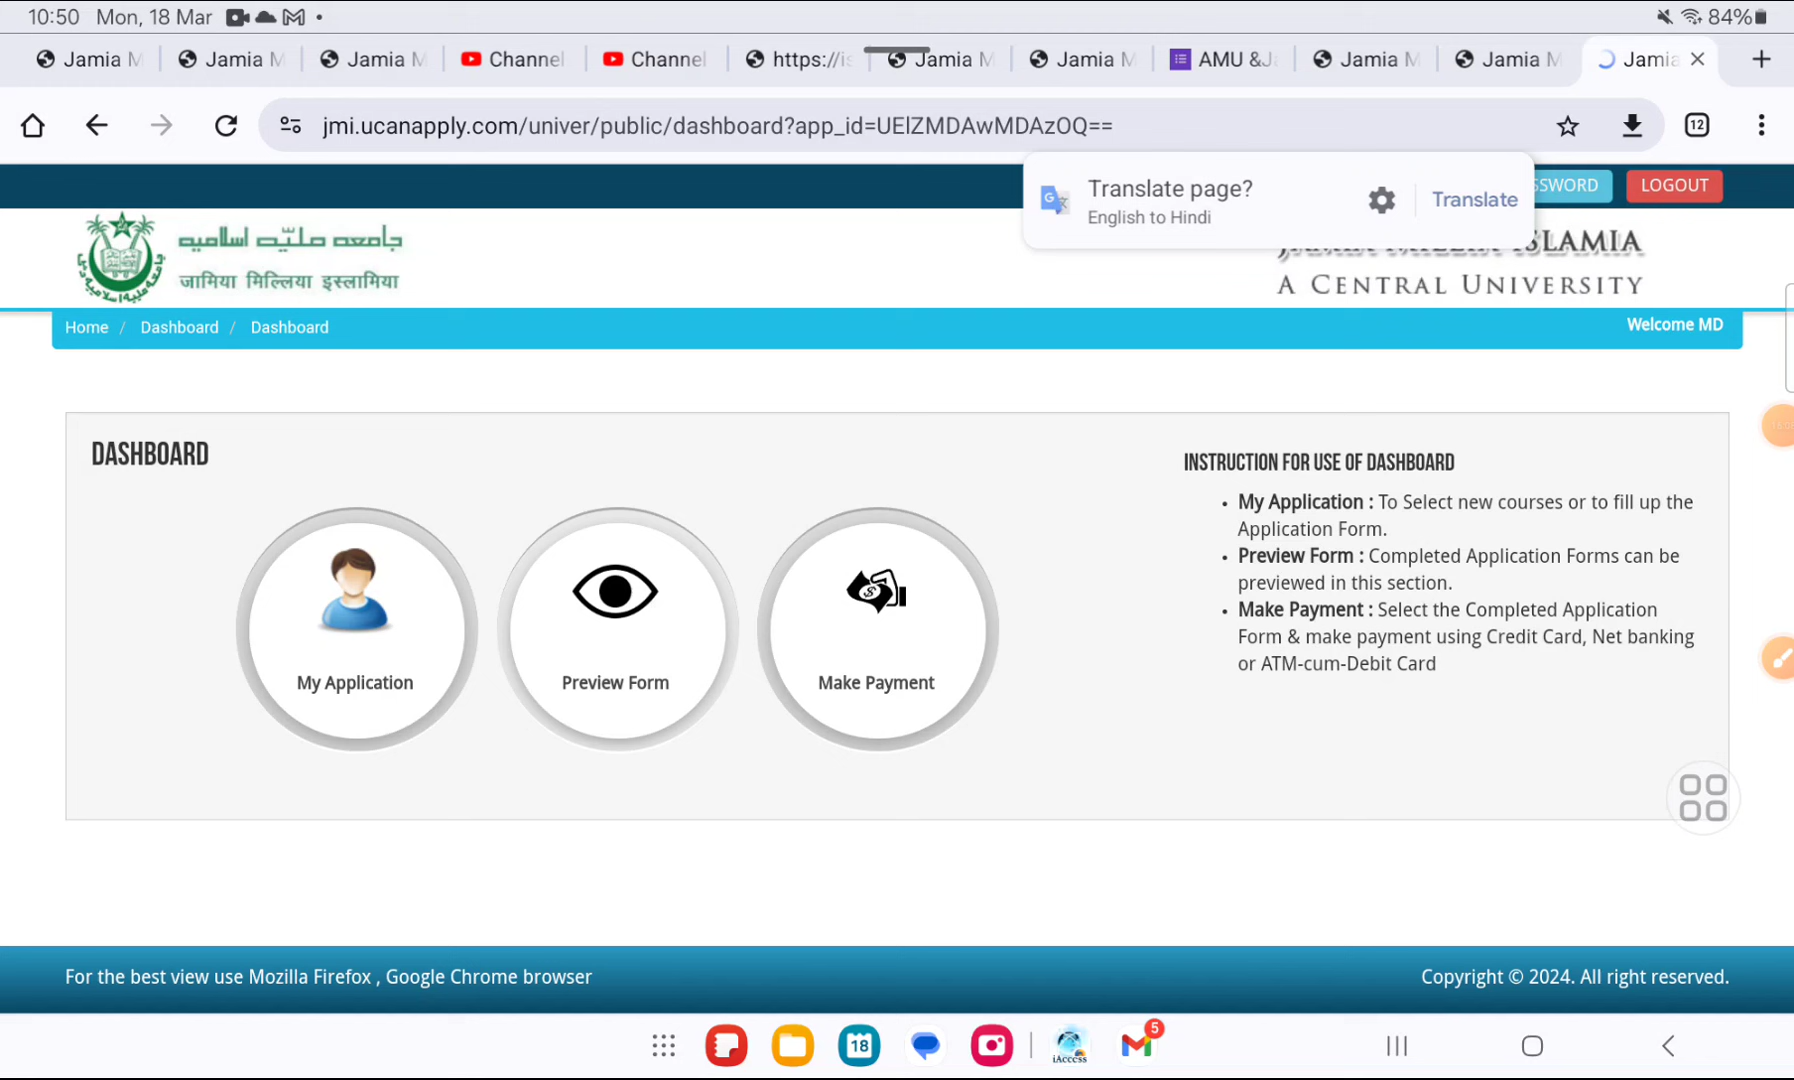 10:50 Mon, 18 Mar
84%
Jamia M
Jamia M
Jamia M
Channel
Channel
https://is
Jamia M
Jamia M
AMU &Ja
Jamia M
Jamia M
Jamia
jmi.ucanapply.com/univer/public/dashboard?app_id=UElZMDAwMDAzOQ==
12
Translate page?
English to Hindi
Translate
SSWORD
LOGOUT
جامعه ملیّہ اسلامیہ
जामिया मिल्लिया इस्लामिया
ISLAMIA
A CENTRAL UNIVERSITY
Home / Dashboard / Dashboard
Welcome MD
DASHBOARD
My Application
Preview Form
Make Payment
INSTRUCTION FOR USE OF DASHBOARD
• My Application : To Select new courses or to fill up the
Application Form.
• Preview Form : Completed Application Forms can be
previewed in this section.
• Make Payment : Select the Completed Application
Form & make payment using Credit Card, Net banking
or ATM-cum-Debit Card
For the best view use Mozilla Firefox , Google Chrome browser
Copyright © 2024. All right reserved.
18
iAccess
5